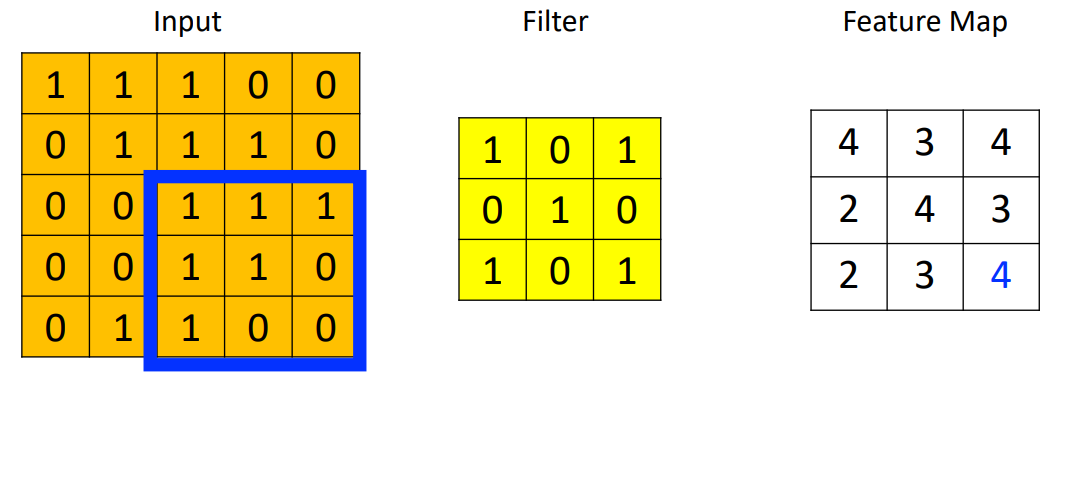 Input Filter Feature Map
1 1 1 0 0
0 1 1 1 0
0 0 1 1 1
0 0 1 1 0
0 1 1 0 0
1 0 1
0 1 0
1 0 1
4 3 4
2 4 3
2 3 4